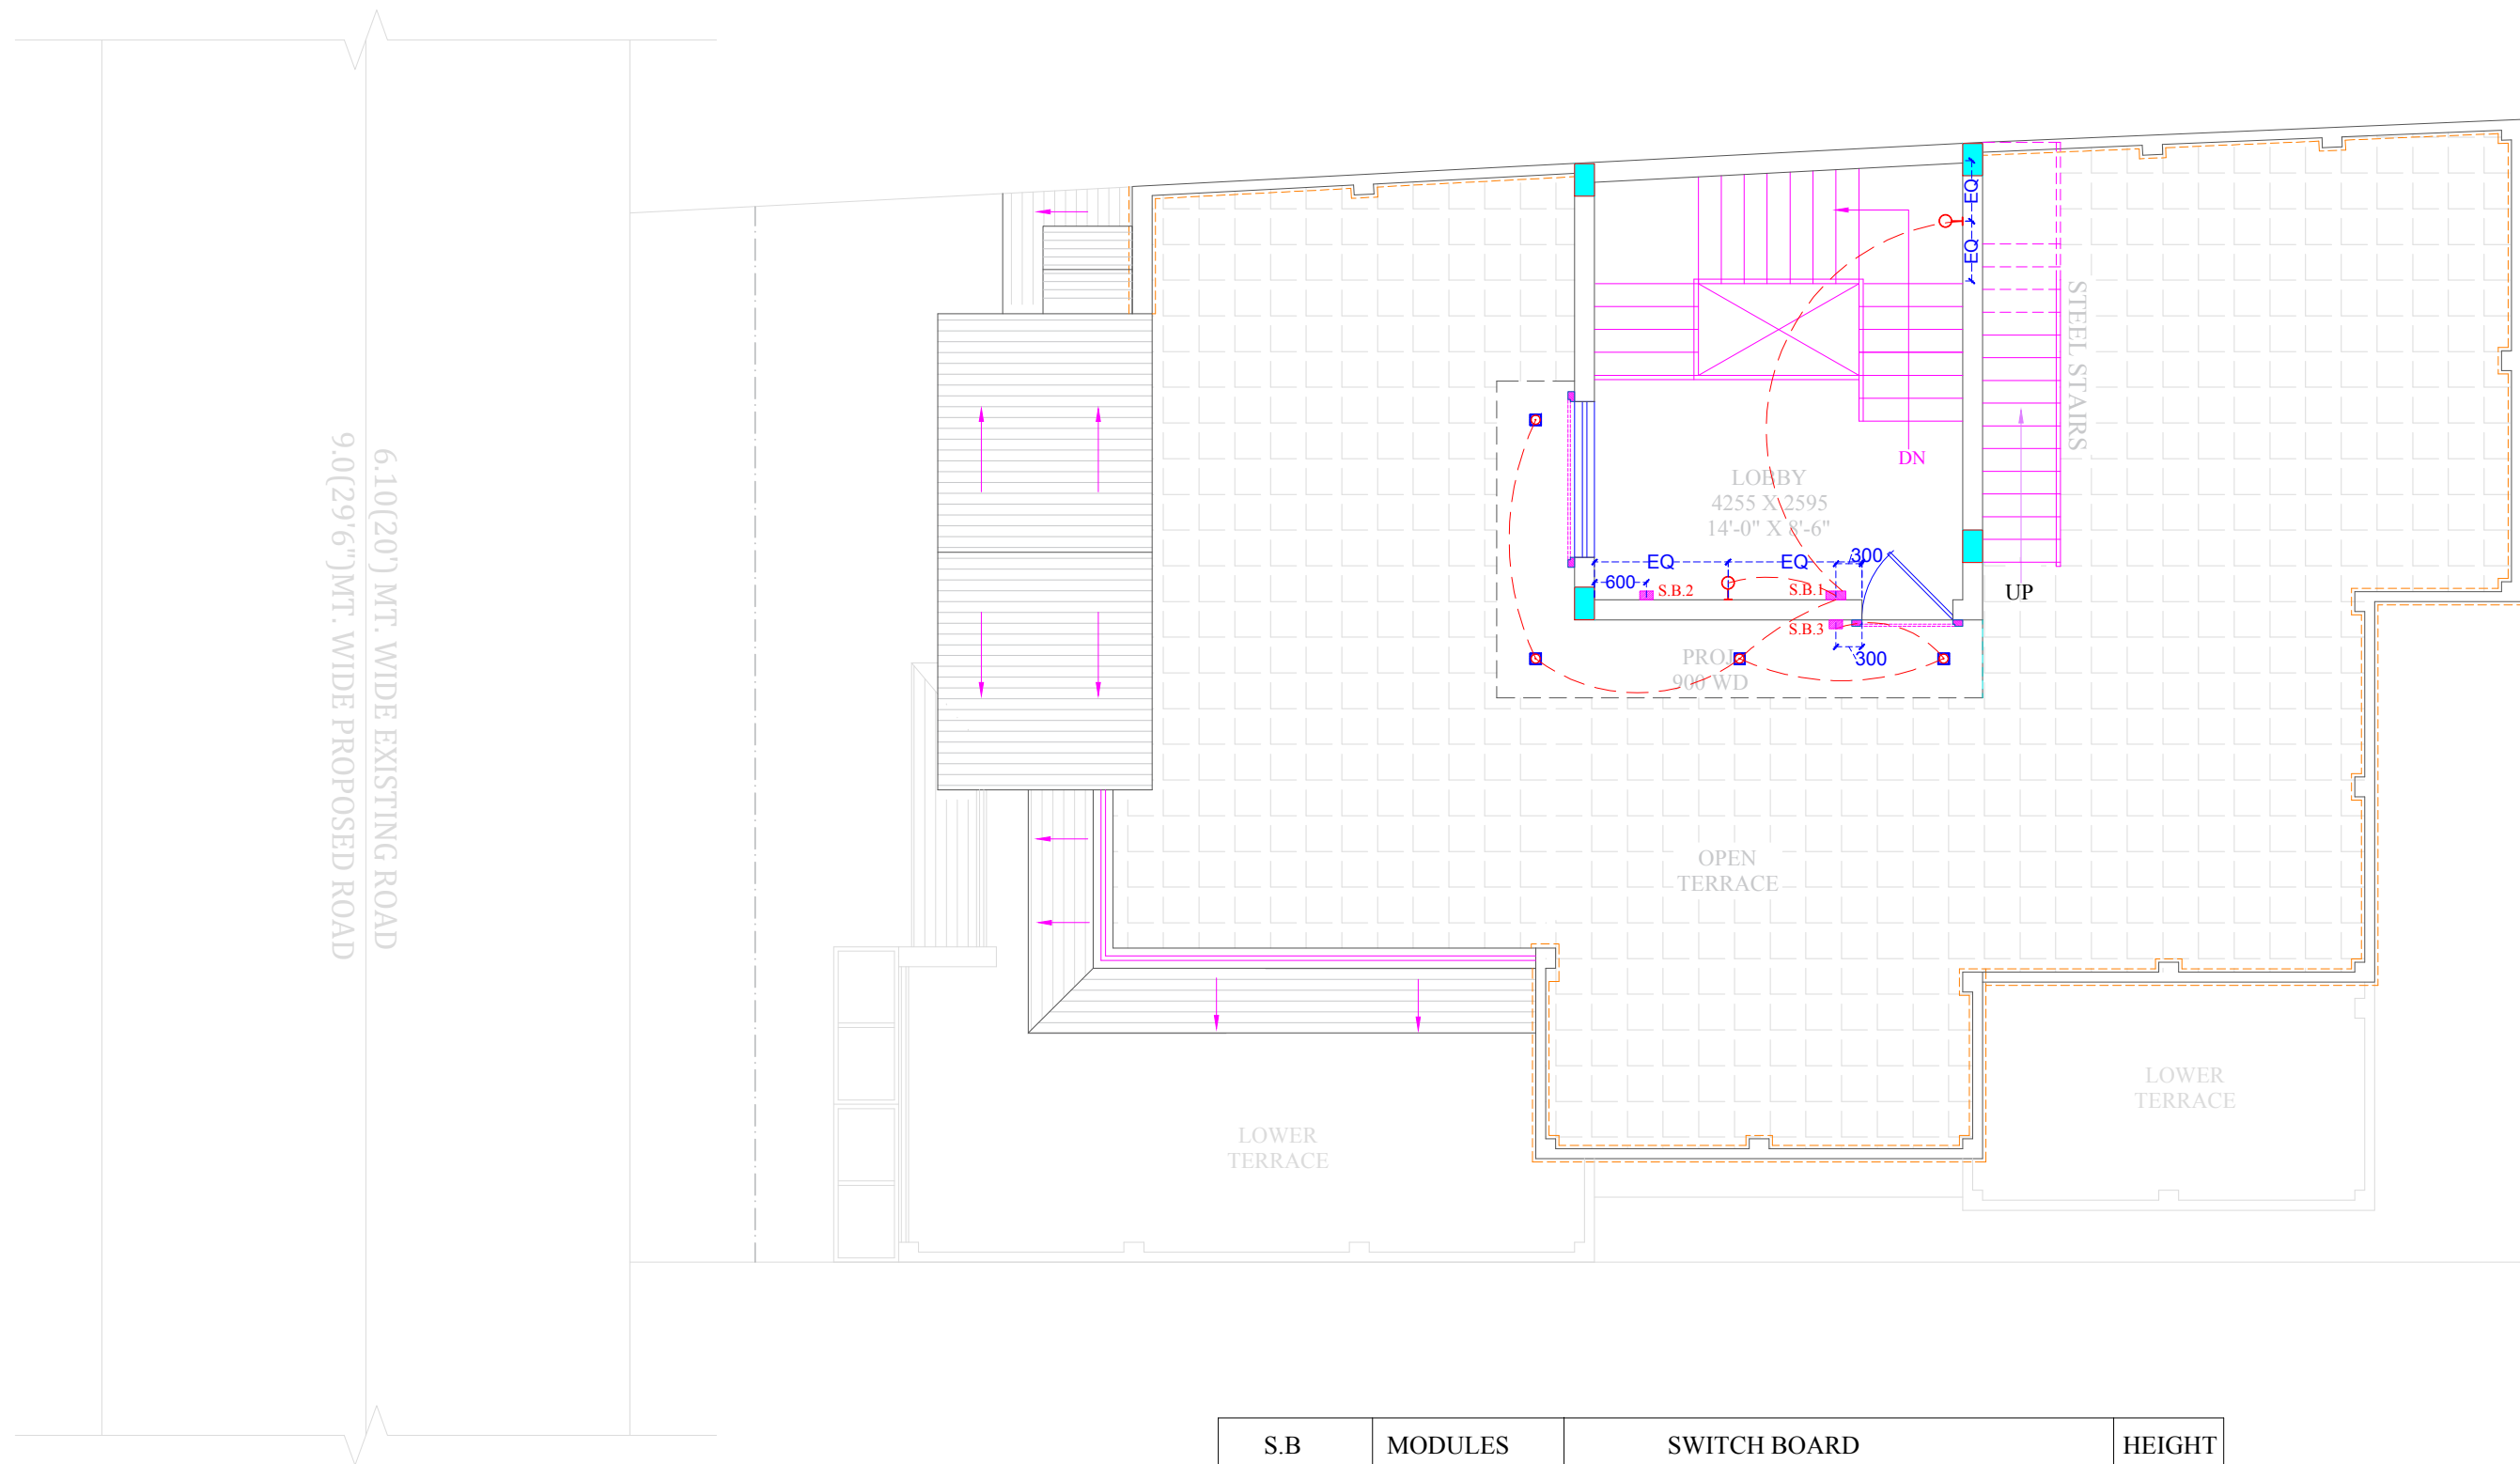 6.10(20') MT. WIDE EXISTING ROAD
9.0(29'6")MT. WIDE PROPOSED ROAD
EQ
EQ
STEEL STAIRS
DN
LOBBY
4255 X 2595
14'-0" X 8'-6"
EQ
EQ
300
600
S.B.2
S.B.1
UP
S.B.3
300
PROJ.
900 WD
OPEN
TERRACE
LOWER
TERRACE
LOWER
TERRACE
S.B
MODULES
SWITCH BOARD
HEIGHT